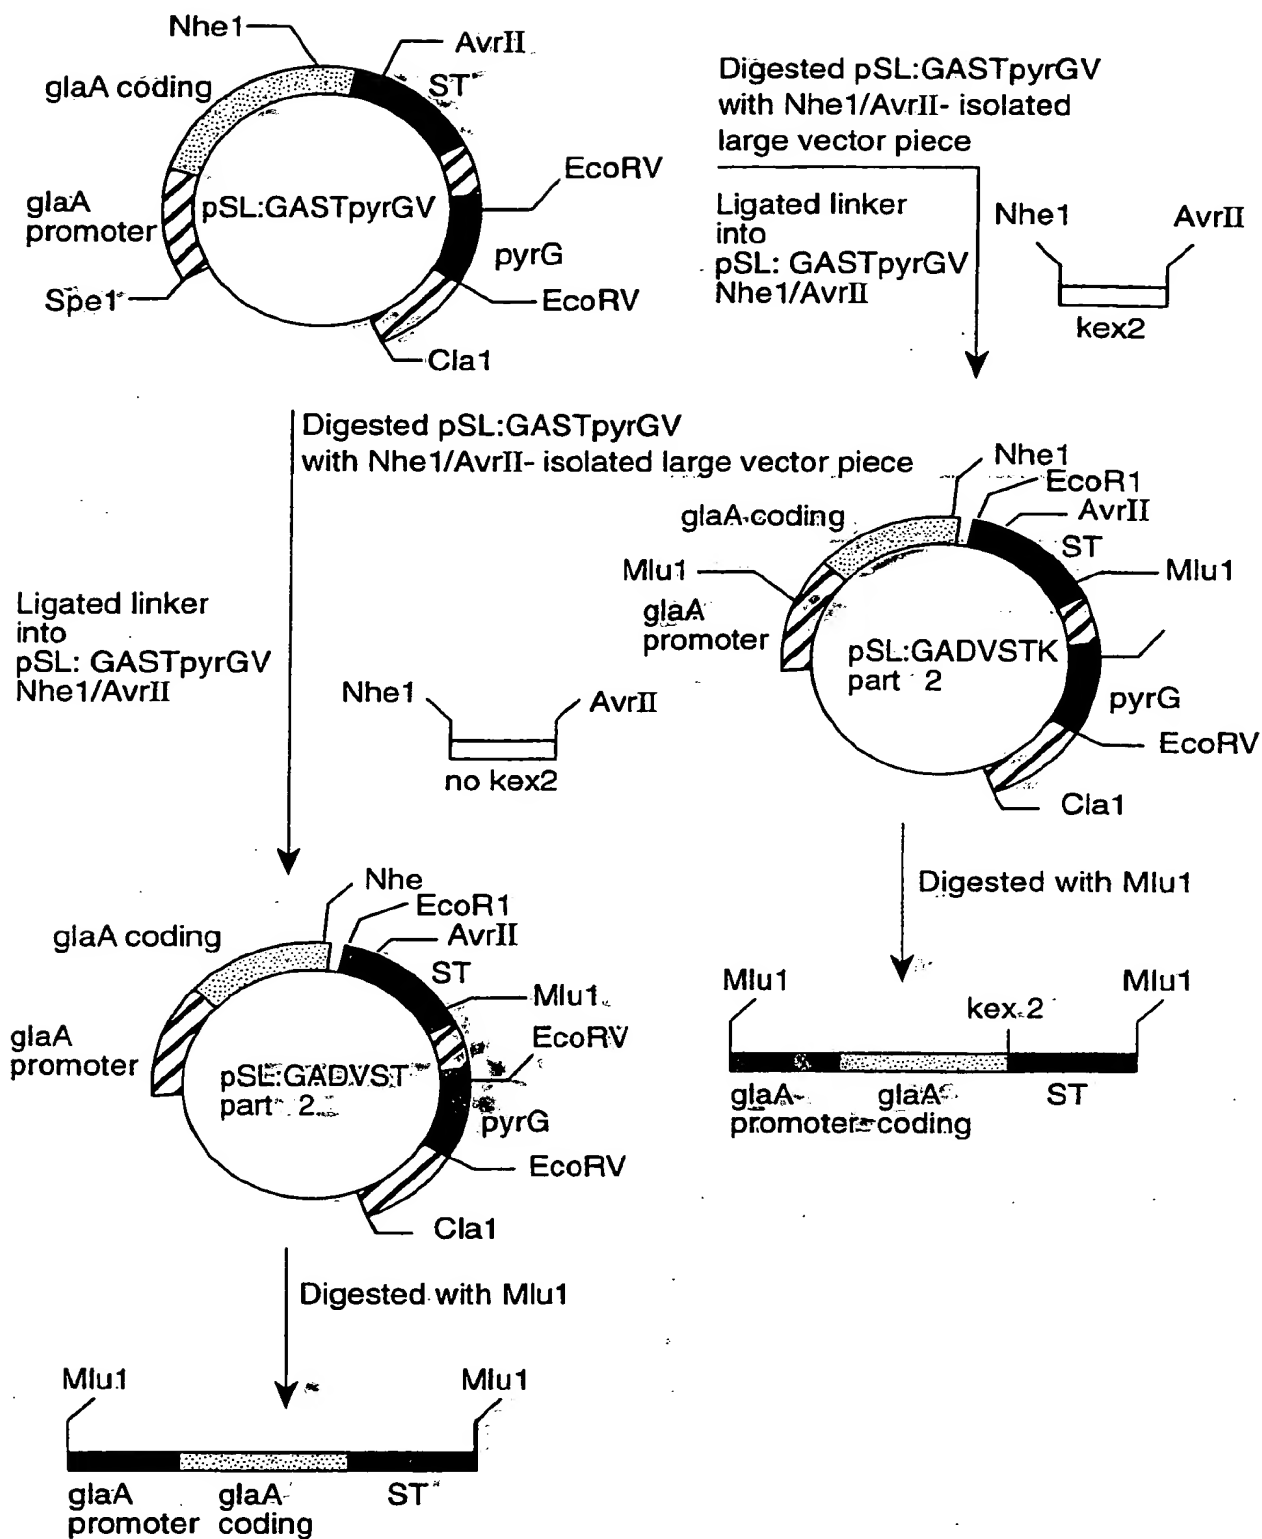 Nhe1
AvrII
glaA coding
ST
EcoRV
glaA
promoter
pSL:GASTpyrGV
pyrG
Spe1
EcoRV
Cla1
Digested pSL:GASTpyrGV
with Nhe1/AvrII- isolated
large vector piece
Ligated linker
into
pSL: GASTpyrGV
Nhe1/AvrII
Nhe1
AvrII
kex2
Digested pSL:GASTpyrGV
with Nhe1/AvrII- isolated large vector piece
Ligated linker
into
pSL: GASTpyrGV
Nhe1/AvrII
Nhe1
AvrII
no kex2
Nhe1
EcoR1
glaA coding
AvrII
ST
Mlu1
Mlu1
glaA
promoter
pSL:GADVSTK
part 2
pyrG
EcoRV
Cla1
Digested with Mlu1
Mlu1
Mlu1
kex 2
glaA
promoter
glaA
coding
ST
Nhe
EcoR1
glaA coding
AvrII
ST
Mlu1
glaA
promoter
EcoRV
pSL:GADVST
part 2
pyrG
EcoRV
Cla1
Digested with Mlu1
Mlu1
Mlu1
glaA
promoter
glaA
coding
ST